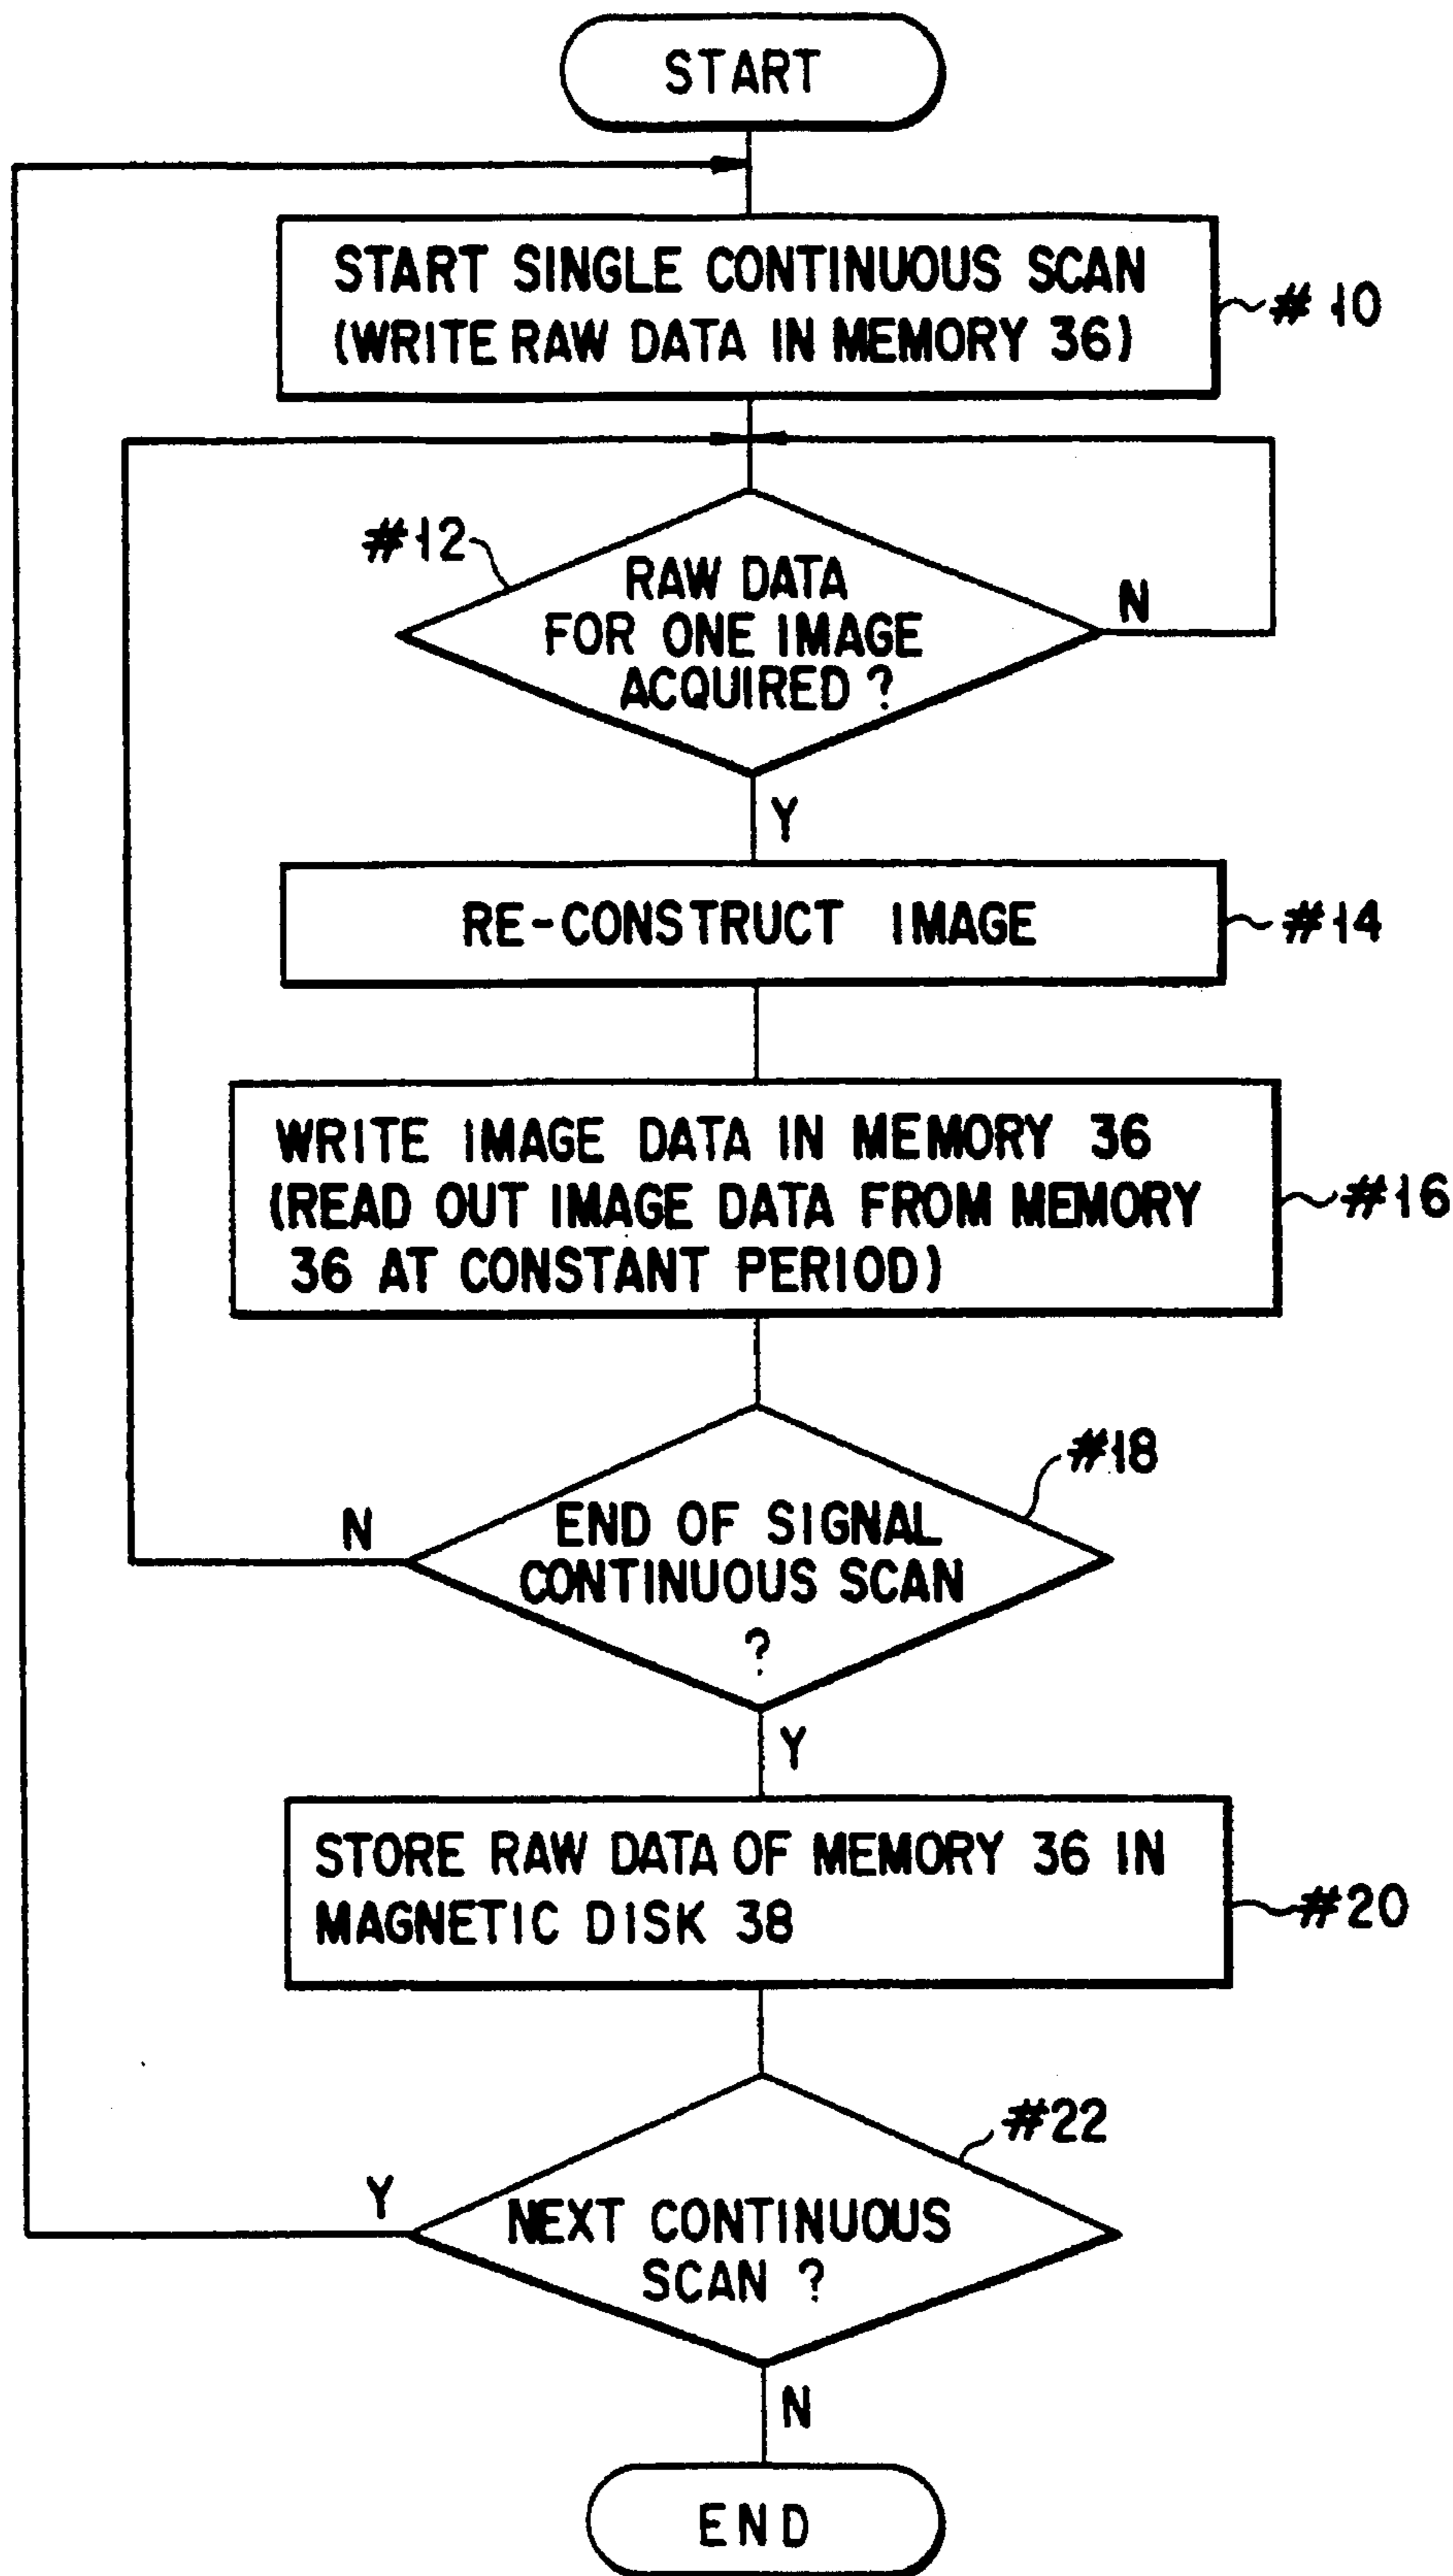 START
START SINGLE CONTINUOUS SCAN
(WRITE RAW DATA IN MEMORY 36)
#10
#12
RAW DATA
FOR ONE IMAGE
ACQUIRED ?
N
Y
RE-CONSTRUCT IMAGE
#14
WRITE IMAGE DATA IN MEMORY 36
(READ OUT IMAGE DATA FROM MEMORY
36 AT CONSTANT PERIOD)
#16
#18
END OF SIGNAL
CONTINUOUS SCAN
?
N
Y
STORE RAW DATA OF MEMORY 36 IN
MAGNETIC DISK 38
#20
#22
NEXT CONTINUOUS
SCAN ?
Y
N
END